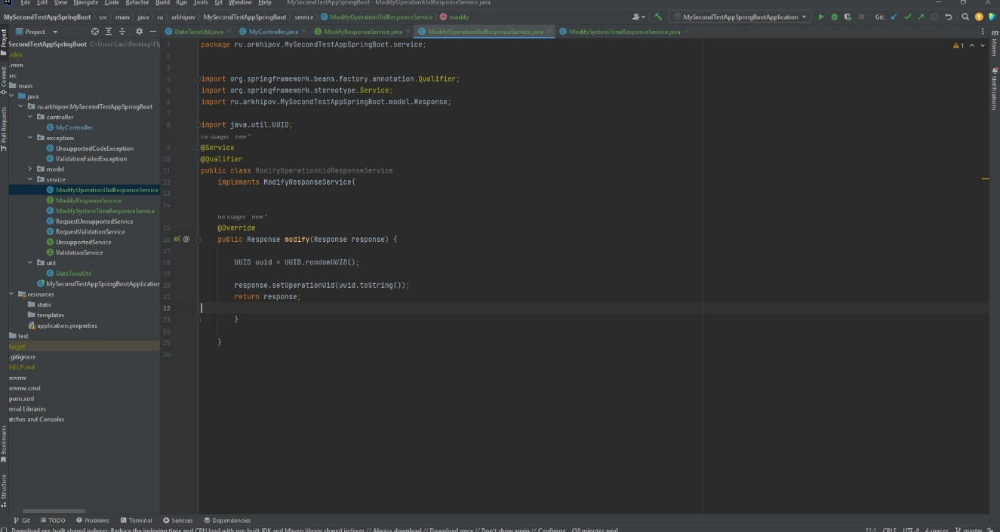 File Edit View Navigate Code Refactor Build Run Tools Git Window Help MySecondTestAppSpringBoot - ModifyOperationUidResponseService.java
MySecondTestAppSpringBoot src main java ru arkhipov MySecondTestAppSpringBoot service ModifyOperationUidResponseService modify MySecondTestAppSpringBootApplication Git:
Project DateTimeUtil.java MyController.java ModifyResponseService.java ModifyOperationUidResponseService.java ModifySystemTimeResponseService.java
SecondTestAppSpringBoot C:\Users\Lars\Desktop\
.idea
.mvn
src
main
java
ru.arkhipov.MySecondTestAppSpringBoot
controller
MyController
exception
UnsupportedCodeException
ValidationFailedException
model
service
ModifyOperationUidResponseService
ModifyResponseService
ModifySystemTimeResponseService
RequestUnsupportedService
RequestValidationService
UnsupportedService
ValidationService
util
DateTimeUtil
MySecondTestAppSpringBootApplication
resources
static
templates
application.properties
test
target
.gitignore
HELP.md
mvnw
mvnw.cmd
pom.xml
ernal Libraries
atches and Consoles
Project
Commit
Pull Requests
Bookmarks
Structure
1 package ru.arkhipov.MySecondTestAppSpringBoot.service;
2
3
4 import org.springframework.beans.factory.annotation.Qualifier;
5 import org.springframework.stereotype.Service;
6 import ru.arkhipov.MySecondTestAppSpringBoot.model.Response;
7
8 import java.util.UUID;
no usages new *
9 @Service
10 @Qualifier
11 public class ModifyOperationUidResponseService
12 implements ModifyResponseService{
13
14
no usages new *
15 @Override
16 public Response modify(Response response) {
17
18 UUID uuid = UUID.randomUUID();
19
20 response.setOperationUid(uuid.toString());
21 return response;
22
23 }
24
25 }
26
1
Maven
Notifications
Git TODO Problems Terminal Services Dependencies
Download pre-built shared indexes: Reduce the indexing time and CPU load with pre-built JDK and Maven library shared indexes // Always download // Download once // Don't show again // Configure... (38 minutes ago) 22:1 CRLF UTF-8 4 spaces master